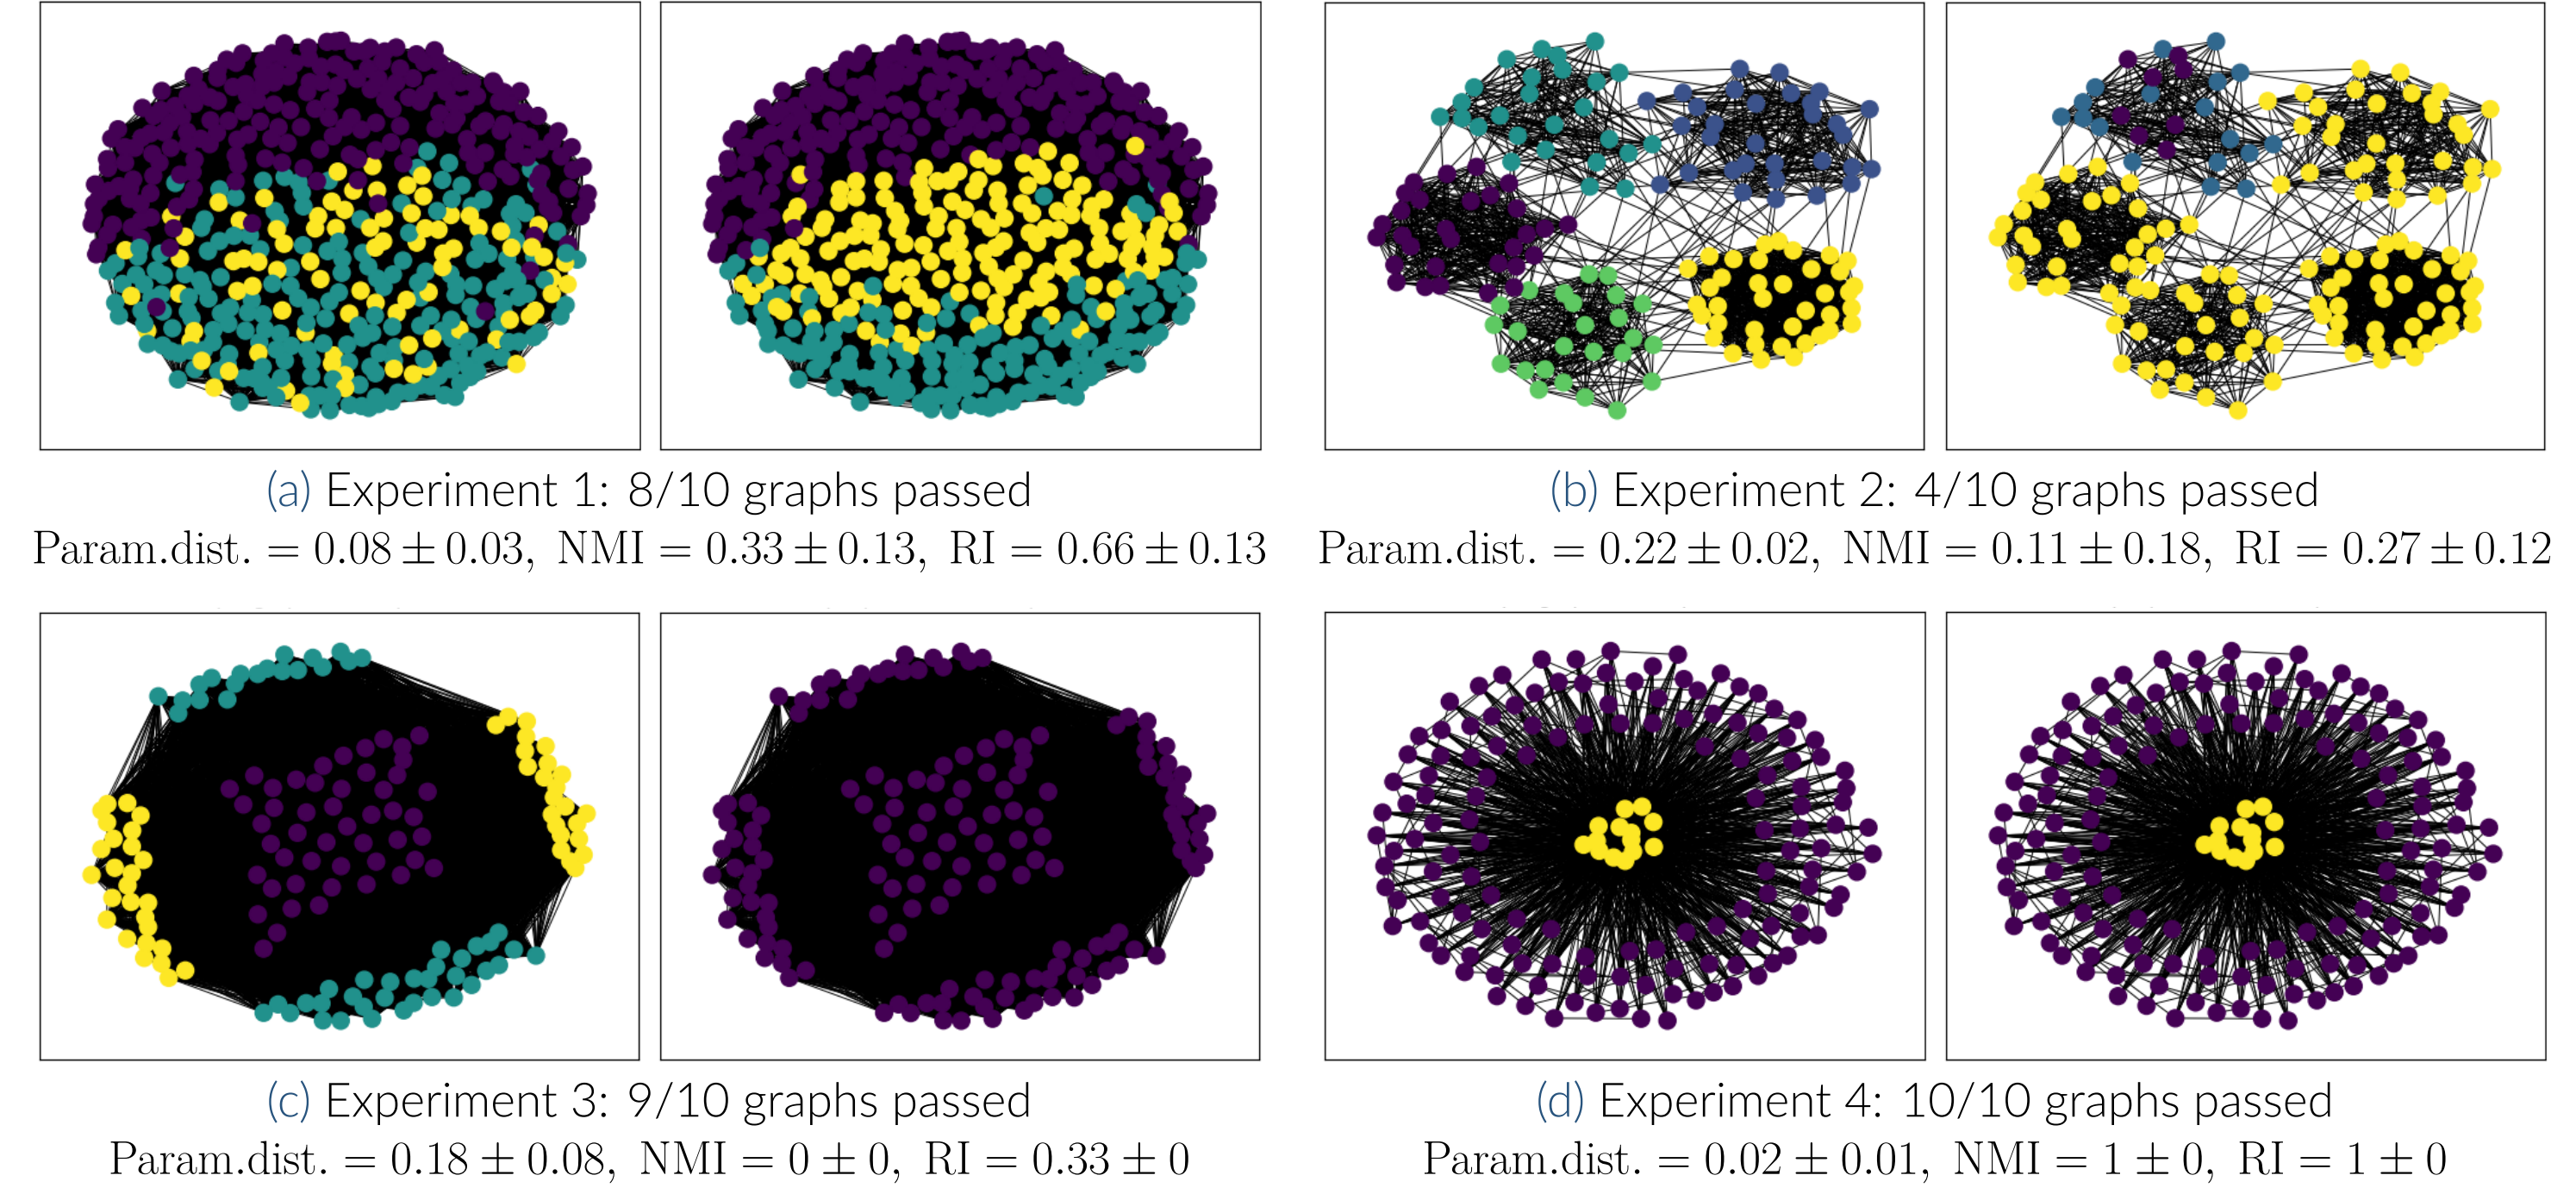 (a) Experiment 1: 8/10 graphs passed
Param.dist. = 0.08 ± 0.03, NMI = 0.33 ± 0.13, RI = 0.66 ± 0.13
(b) Experiment 2: 4/10 graphs passed
Param.dist. = 0.22 ± 0.02, NMI = 0.11 ± 0.18, RI = 0.27 ± 0.12
(c) Experiment 3: 9/10 graphs passed
Param.dist. = 0.18 ± 0.08, NMI = 0 ± 0, RI = 0.33 ± 0
(d) Experiment 4: 10/10 graphs passed
Param.dist. = 0.02 ± 0.01, NMI = 1 ± 0, RI = 1 ± 0